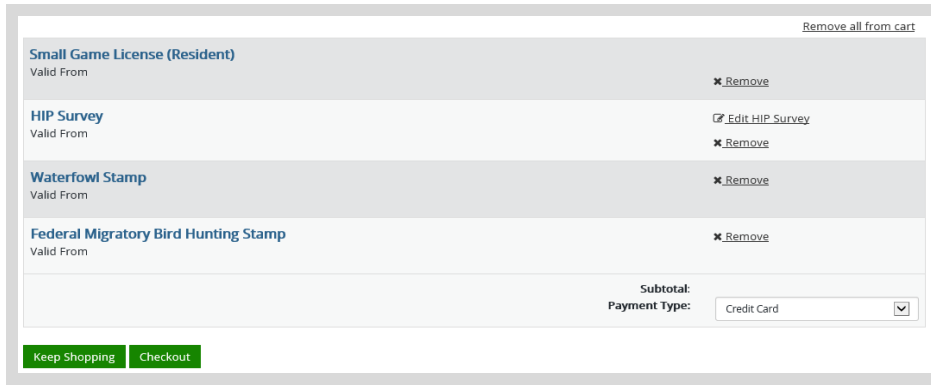 Remove all from cart
Small Game License (Resident)
Valid From
Remove
HIP Survey
Edit HIP Survey
Valid From
Remove
Waterfowl Stamp
Remove
Valid From
Federal Migratory Bird Hunting Stamp
Remove
Valid From
Subtotal:
Payment Type: Credit Card
Keep Shopping Checkout